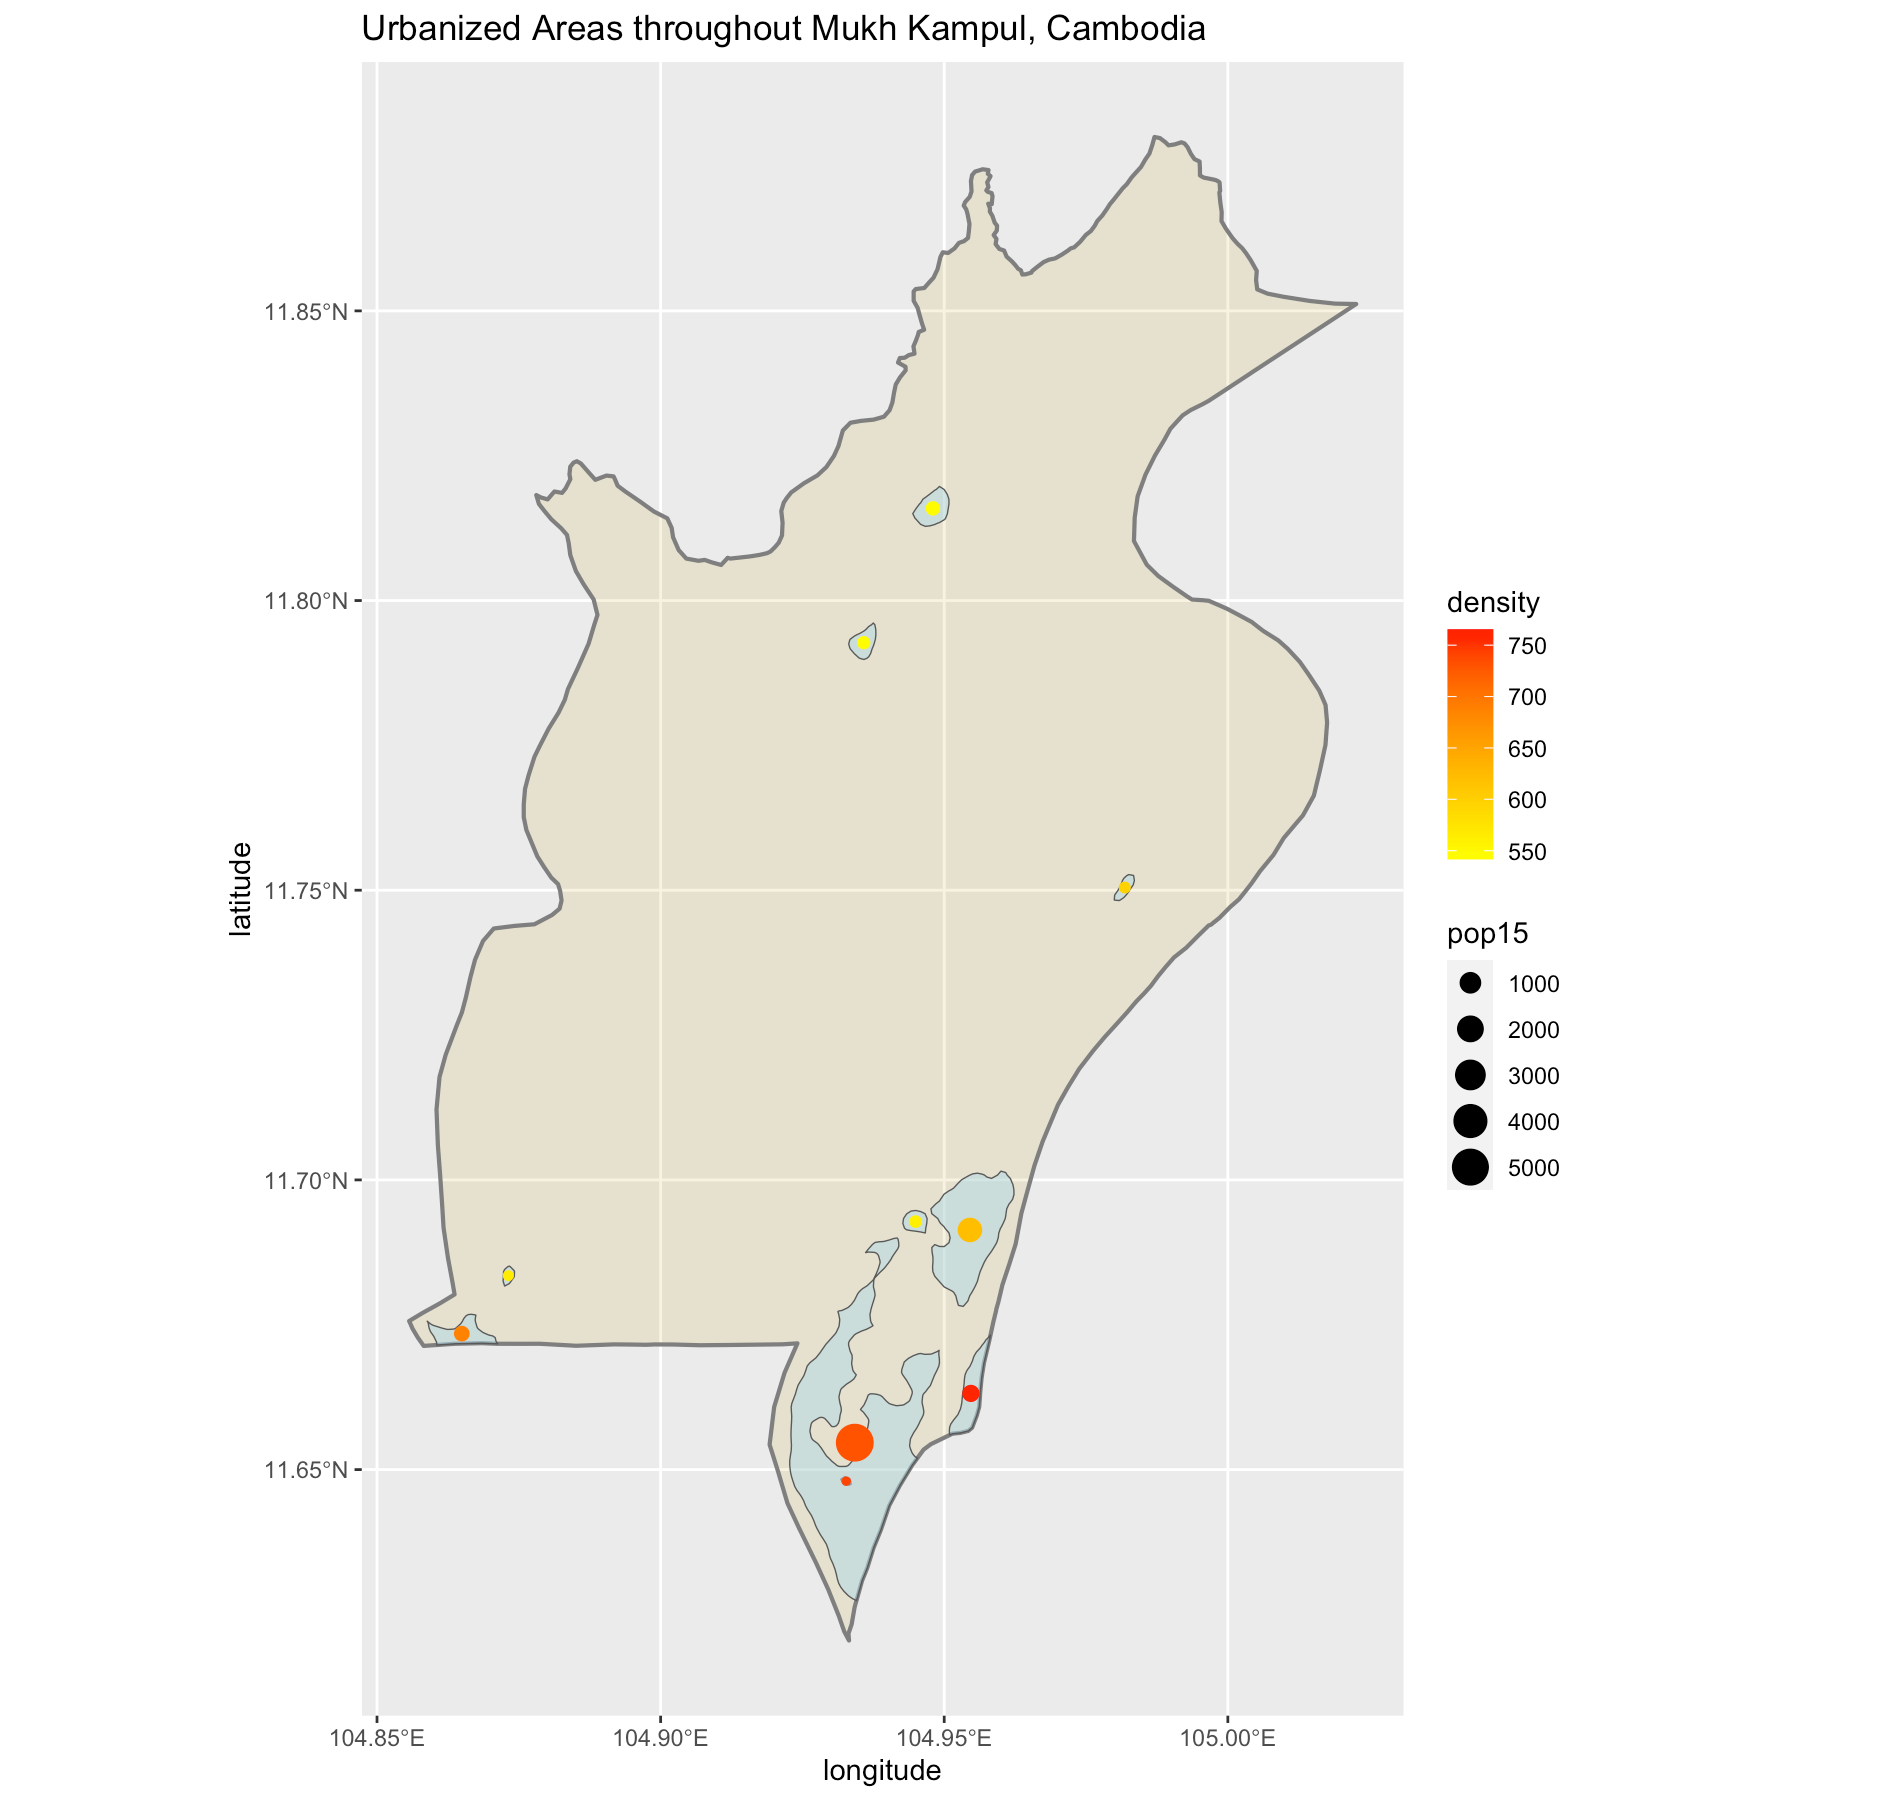 Urbanized Areas throughout Mukh Kampul, Cambodia
11.85°N
11.80°N
11.75°N
11.70°N
11.65°N
latitude
104.85°E
104.90°E
104.95°E
105.00°E
longitude
density
750
700
650
600
550
pop15
1000
2000
3000
4000
5000